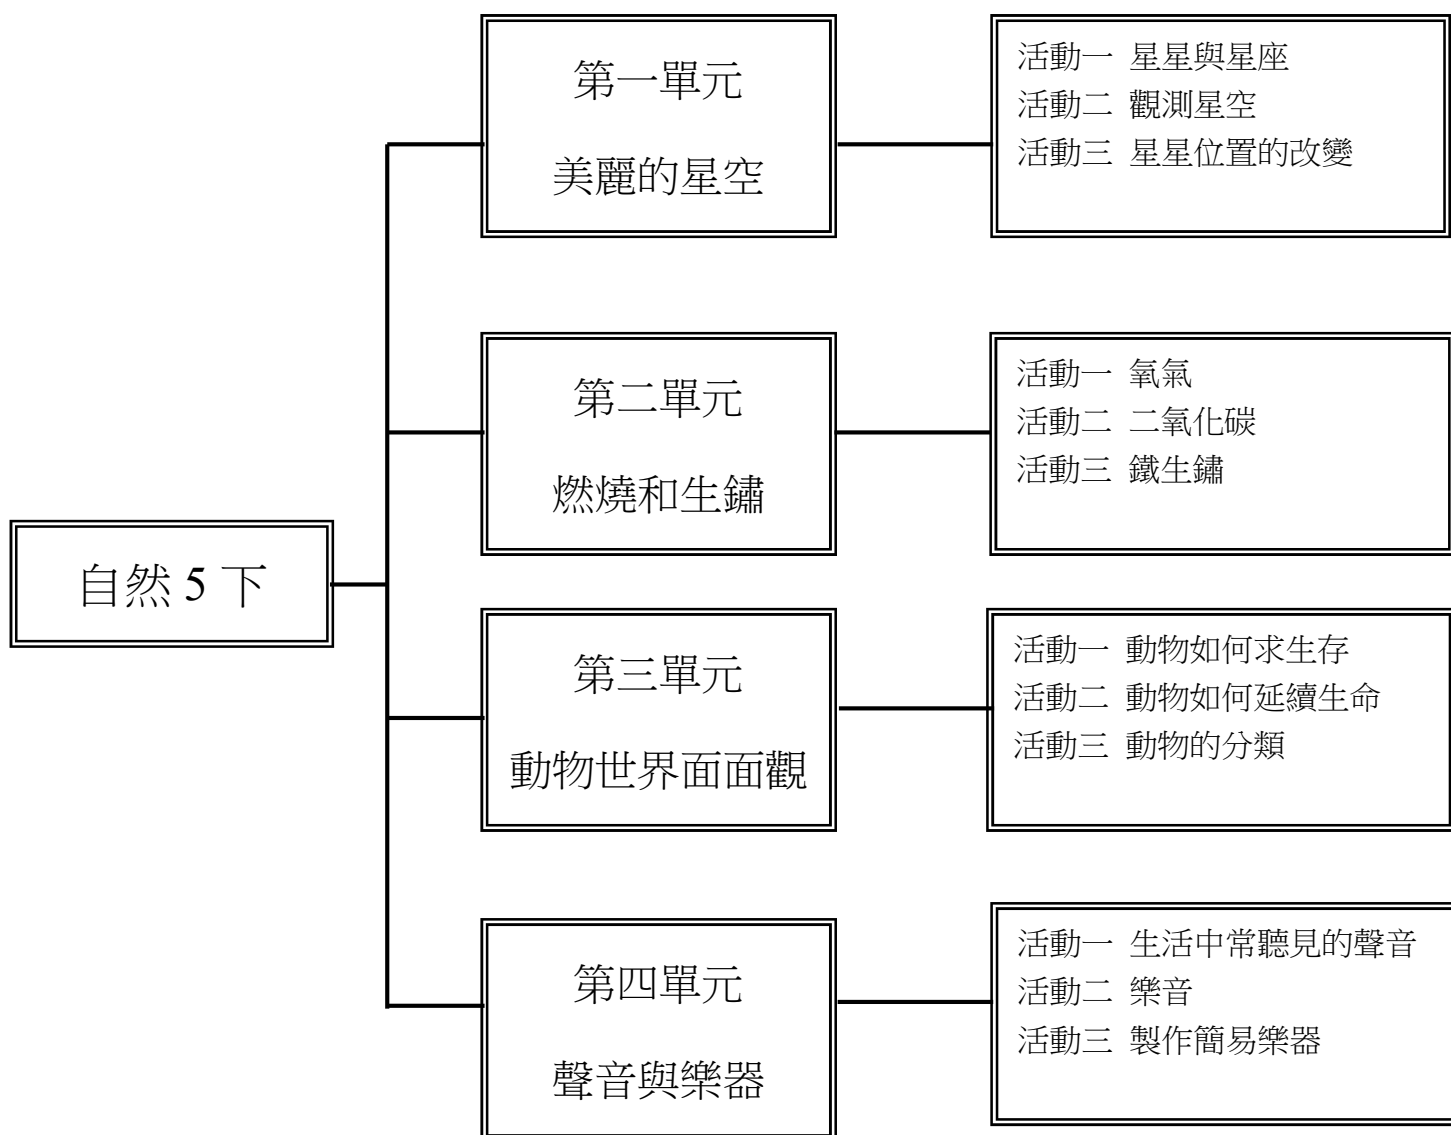 自然 5 下
第一單元
美麗的星空
活動一 星星與星座
活動二 觀測星空
活動三 星星位置的改變
第二單元
燃燒和生鏽
活動一 氧氣
活動二 二氧化碳
活動三 鐵生鏽
第三單元
動物世界面面觀
活動一 動物如何求生存
活動二 動物如何延續生命
活動三 動物的分類
第四單元
聲音與樂器
活動一 生活中常聽見的聲音
活動二 樂音
活動三 製作簡易樂器